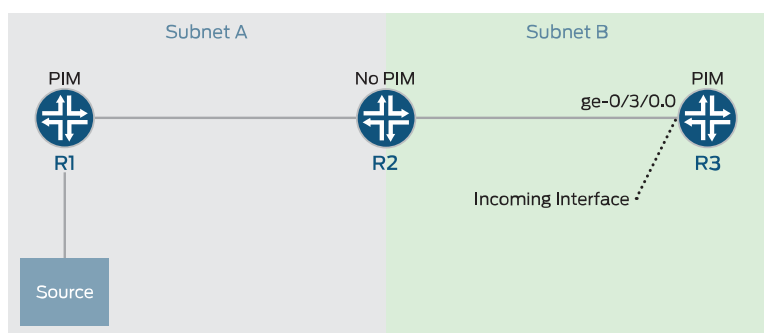 Subnet A
Subnet B
PIM
No PIM
PIM
ge-0/3/0.0
R1
R2
R3
Incoming Interface
Source